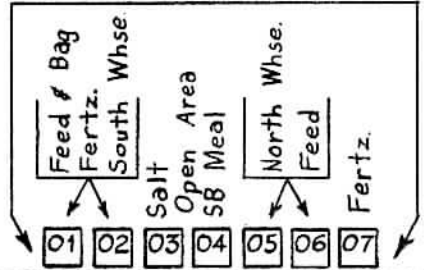 Feed & Bag
Fertz.
South Whse.
Salt
Open Area
SB Meal
North Whse.
Feed
Fertz.
01 02 03 04 05 06 07